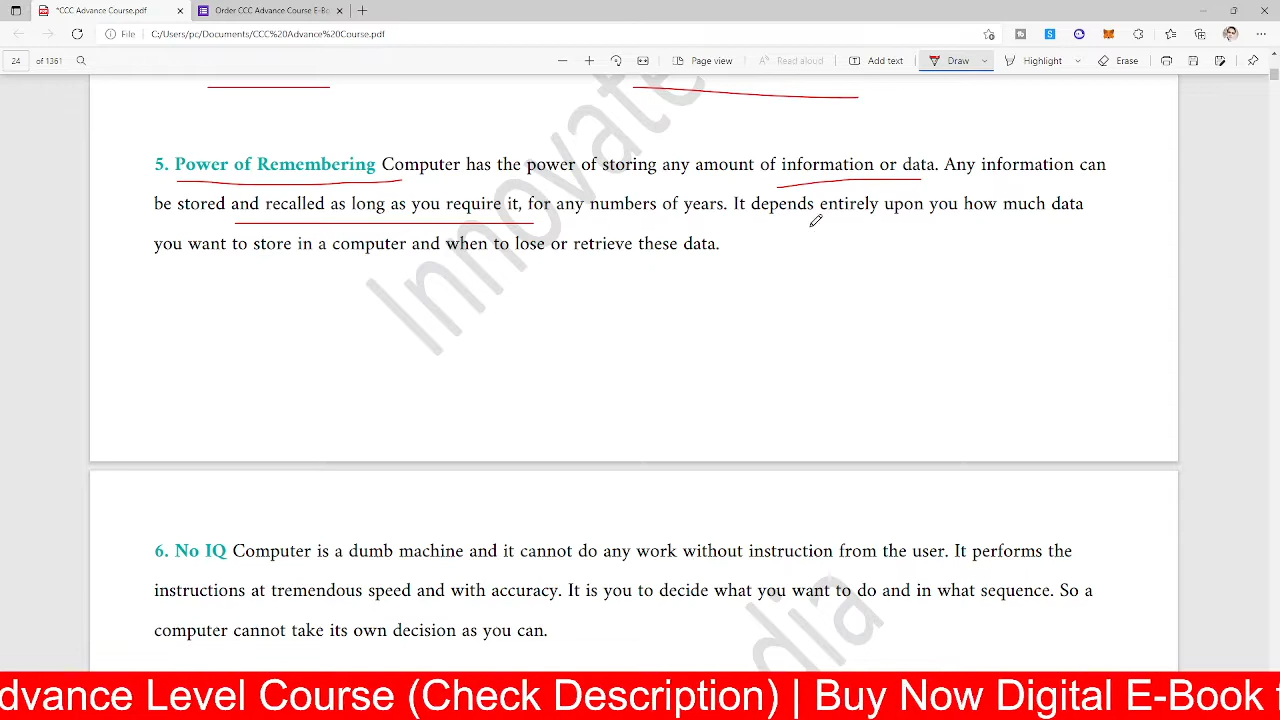 *CCC Advance Course.pdf
Order CCC Advance Course E-Bo
File C:/Users/pc/Documents/CCC%20Advance%20Course.pdf
24 of 1361 Page view Read aloud Add text Draw Highlight Erase
Innovate
5. Power of Remembering Computer has the power of storing any amount of information or data. Any information can
be stored and recalled as long as you require it, for any numbers of years. It depends entirely upon you how much data
you want to store in a computer and when to lose or retrieve these data.
6. No IQ Computer is a dumb machine and it cannot do any work without instruction from the user. It performs the
instructions at tremendous speed and with accuracy. It is you to decide what you want to do and in what sequence. So a
computer cannot take its own decision as you can.
dia
dvance Level Course (Check Description) | Buy Now Digital E-Book